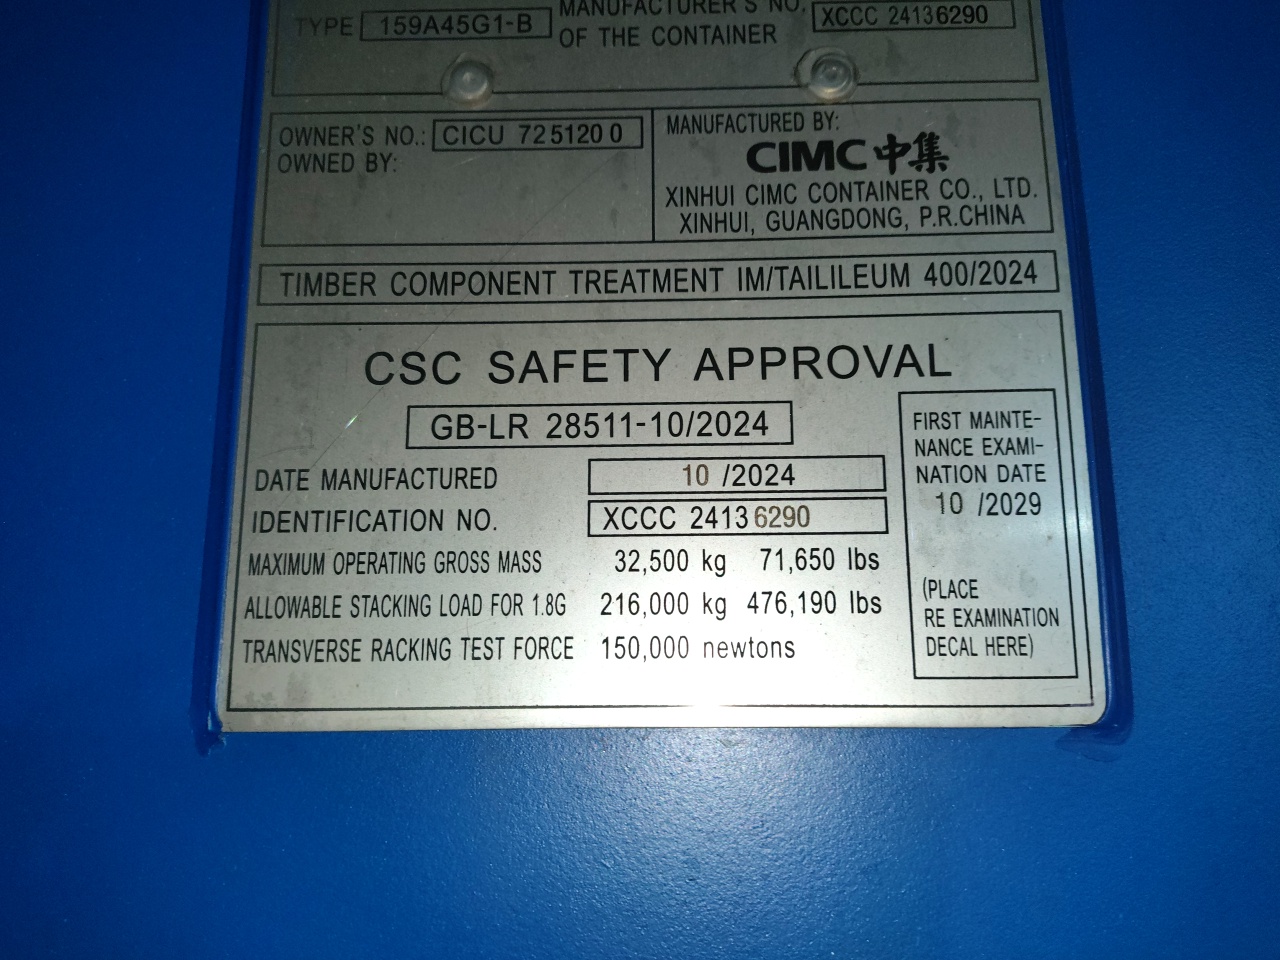 TYPE 159A45G1-B MANUFACTURER'S NO. XCCC 24136290
OF THE CONTAINER
OWNER'S NO.: CICU 725120 0
OWNED BY:
MANUFACTURED BY:
CIMC 中集
XINHUI CIMC CONTAINER CO., LTD.
XINHUI, GUANGDONG, P.R.CHINA
TIMBER COMPONENT TREATMENT IM/TAILILEUM 400/2024
CSC SAFETY APPROVAL
GB-LR 28511-10/2024
DATE MANUFACTURED 10 /2024
IDENTIFICATION NO. XCCC 24136290
MAXIMUM OPERATING GROSS MASS 32,500 kg 71,650 lbs
ALLOWABLE STACKING LOAD FOR 1.8G 216,000 kg 476,190 lbs
TRANSVERSE RACKING TEST FORCE 150,000 newtons
FIRST MAINTE-
NANCE EXAMI-
NATION DATE
10 /2029
(PLACE
RE EXAMINATION
DECAL HERE)